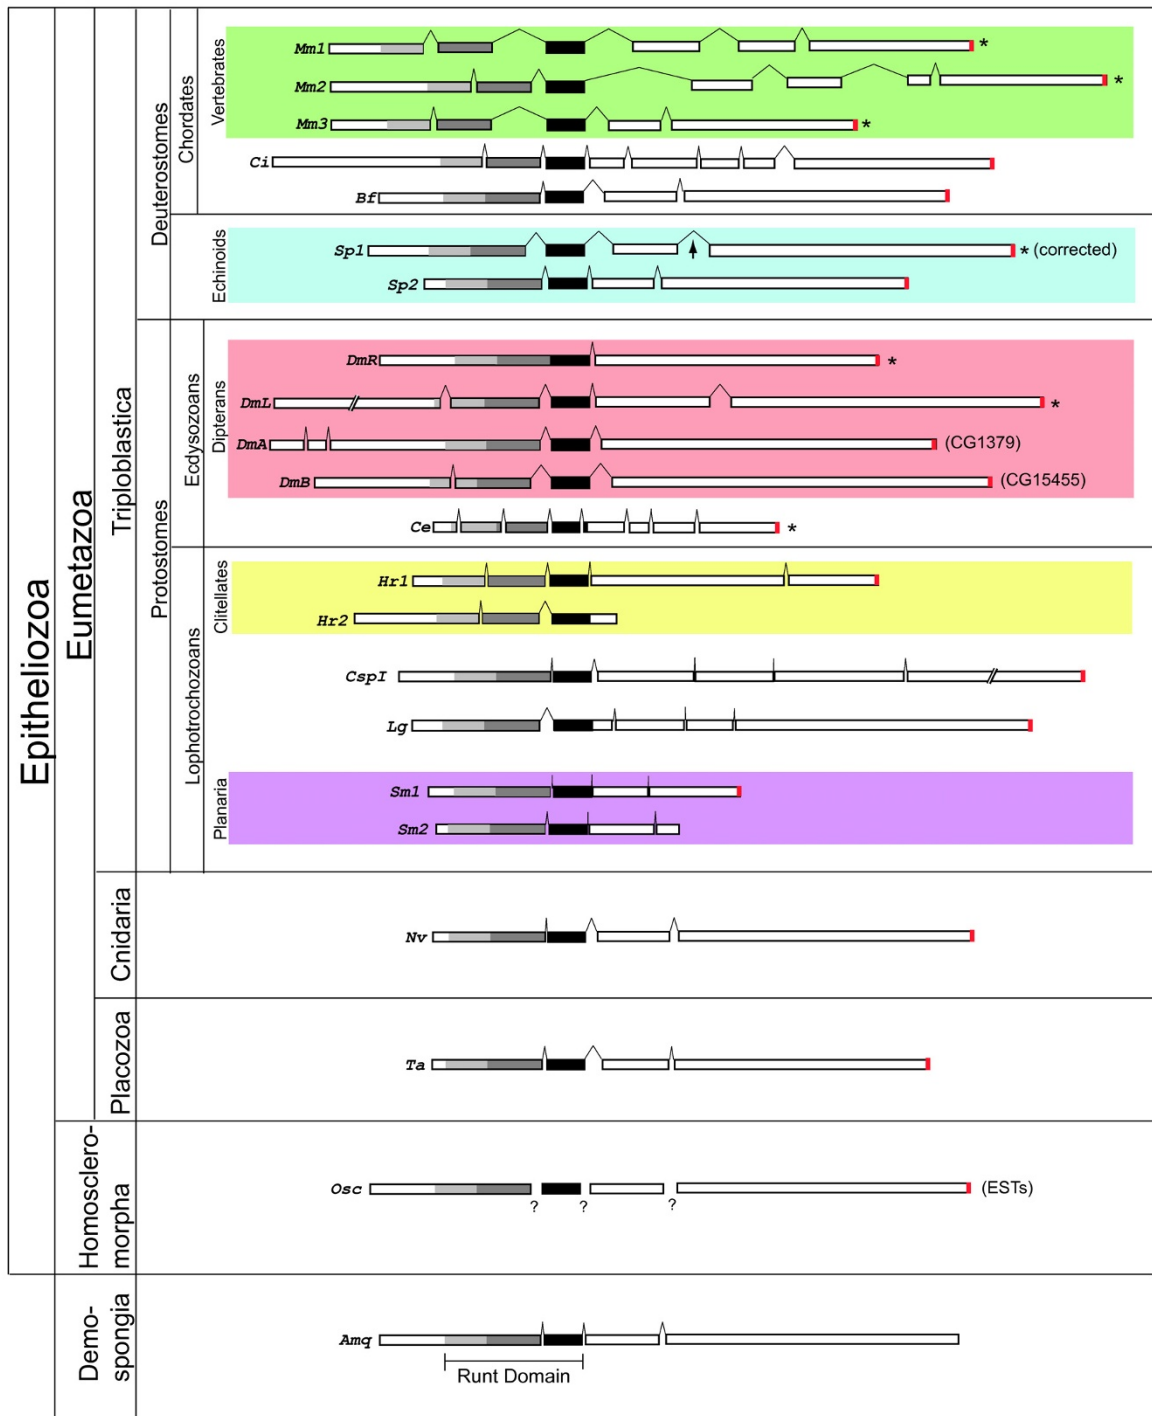 Epitheliozoa
Eumetazoa
Triploblastica
Deuterostomes
Chordates
Vertebrates
Mm1 *
Mm2 *
Mm3 *
Ci
Bf
Echinoids
Sp1 * (corrected)
Sp2
Protostomes
Ecdysozoans
Dipterans
DmR *
DmL *
DmA (CG1379)
DmB (CG15455)
Ce *
Lophotrochozoans
Clitellates
Hr1
Hr2
CspI
Lg
Planaria
Sm1
Sm2
Cnidaria
Nv
Placozoa
Ta
Homosclero-
morpha
Osc (ESTs)
? ? ?
Demo-
spongia
Amq
Runt Domain